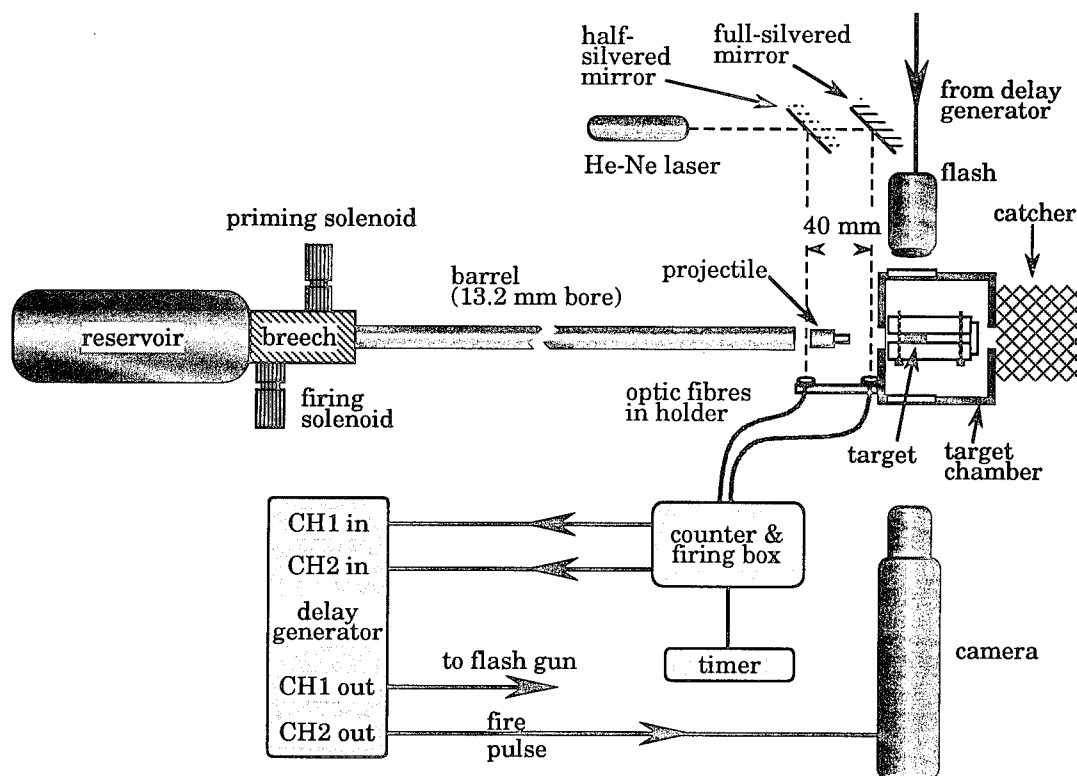 half-
silvered
mirror
full-silvered
mirror
from delay
generator
He-Ne laser
flash
priming solenoid
40 mm
catcher
barrel
(13.2 mm bore)
projectile
reservoir
breech
firing
solenoid
optic fibres
in holder
target
target
chamber
CH1 in
CH2 in
delay
generator
CH1 out
CH2 out
counter &
firing box
timer
to flash gun
fire
pulse
camera